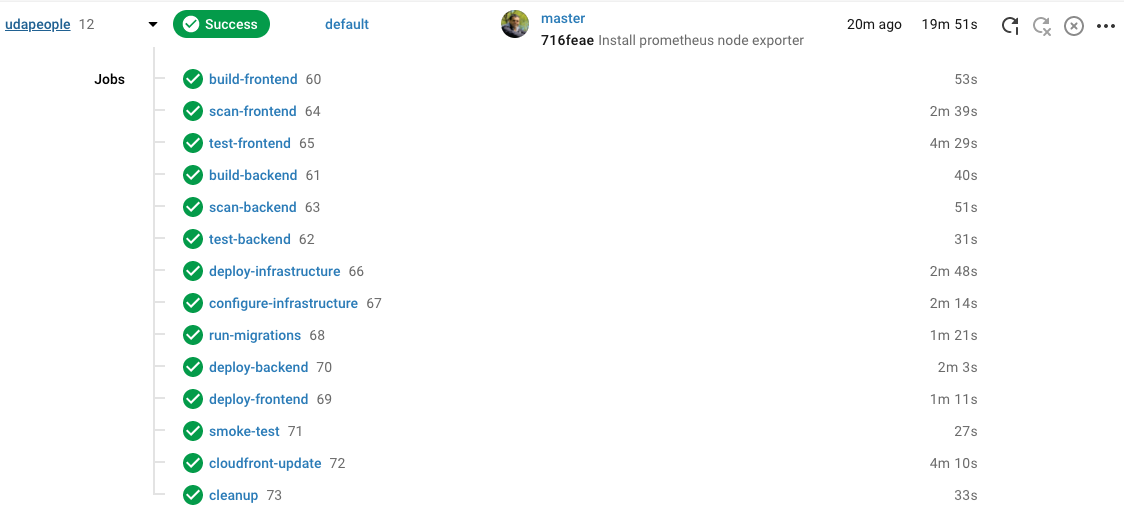 udapeople 12 Success default master 20m ago 19m 51s
716feae Install prometheus node exporter
Jobs build-frontend 60 53s
scan-frontend 64 2m 39s
test-frontend 65 4m 29s
build-backend 61 40s
scan-backend 63 51s
test-backend 62 31s
deploy-infrastructure 66 2m 48s
configure-infrastructure 67 2m 14s
run-migrations 68 1m 21s
deploy-backend 70 2m 3s
deploy-frontend 69 1m 11s
smoke-test 71 27s
cloudfront-update 72 4m 10s
cleanup 73 33s